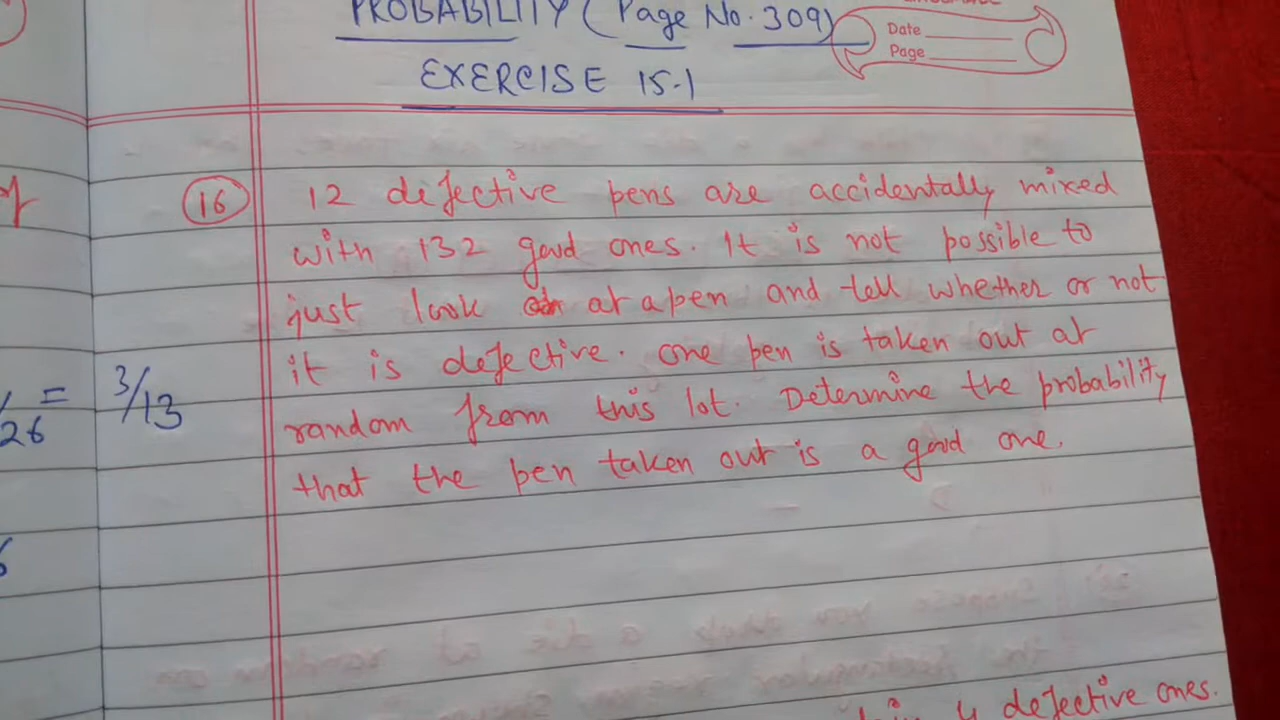 PROBABILITY ( Page No. 309)
Date
Page
EXERCISE 15.1
16 12 defective pens are accidentally mixed
with 132 good ones. It is not possible to
just look at a pen and tell whether or not
it is defective. One pen is taken out at
random from this lot. Determine the probability
that the pen taken out is a good one.
26 = 3/13
4 defective ones.